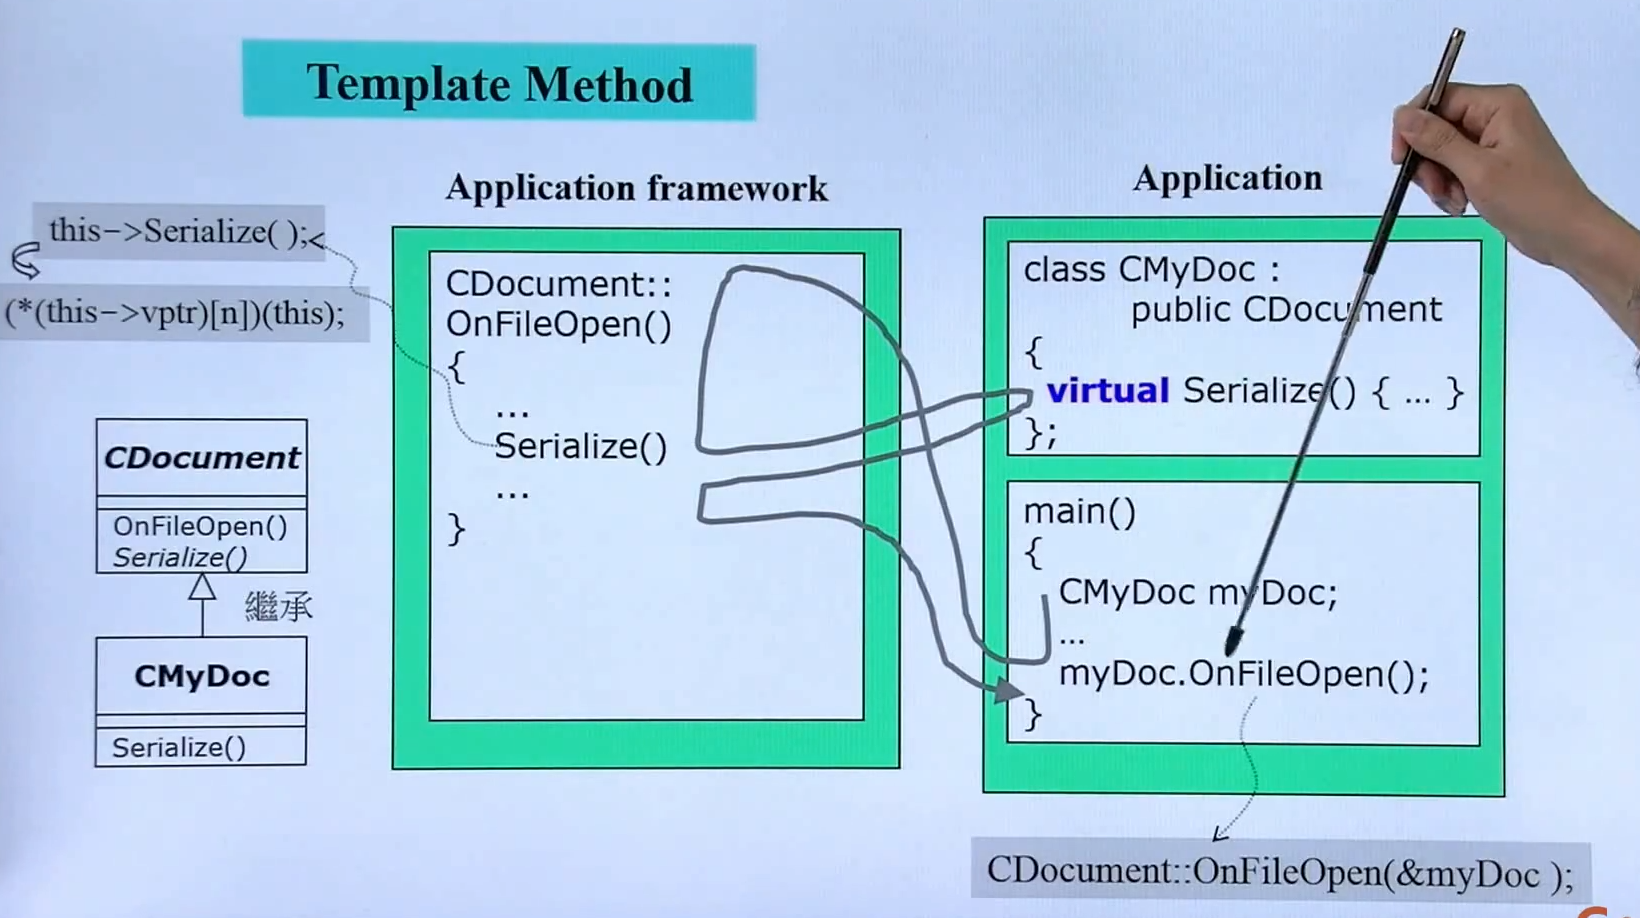 Template Method
Application framework
Application
this->Serialize( );
(*(this->vptr)[n])(this);
CDocument
OnFileOpen()
Serialize()
繼承
CMyDoc
Serialize()
CDocument::
OnFileOpen()
{
...
Serialize()
...
}
class CMyDoc :
public CDocument
{
virtual Serialize() { ... }
};
main()
{
CMyDoc myDoc;
...
myDoc.OnFileOpen();
}
CDocument::OnFileOpen(&myDoc );